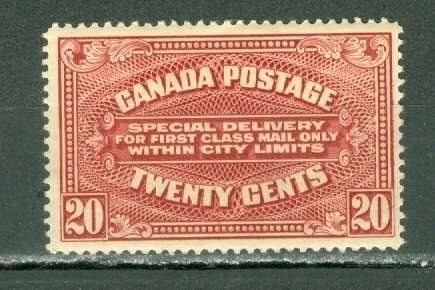 CANADA POSTAGE
SPECIAL DELIVERY
FOR FIRST CLASS MAIL ONLY
WITHIN CITY LIMITS
TWENTY CENTS
20 20